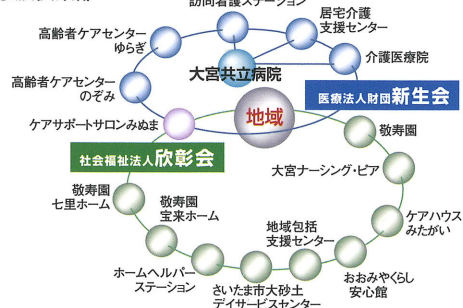 訪問看護ステーション
居宅介護
支援センター
高齢者ケアセンター
ゆらぎ
介護医療院
大宮共立病院
高齢者ケアセンター
のぞみ
医療法人財団 新生会
ケアサポートサロンみぬま
地域
敬寿園
社会福祉法人 欣彰会
大宮ナーシング・ピア
敬寿園
七里ホーム
敬寿園
宝来ホーム
ケアハウス
みたがい
地域包括
支援センター
ホームヘルパー
ステーション
おおみやくらし
安心館
さいたま市大砂土
デイサービスセンター